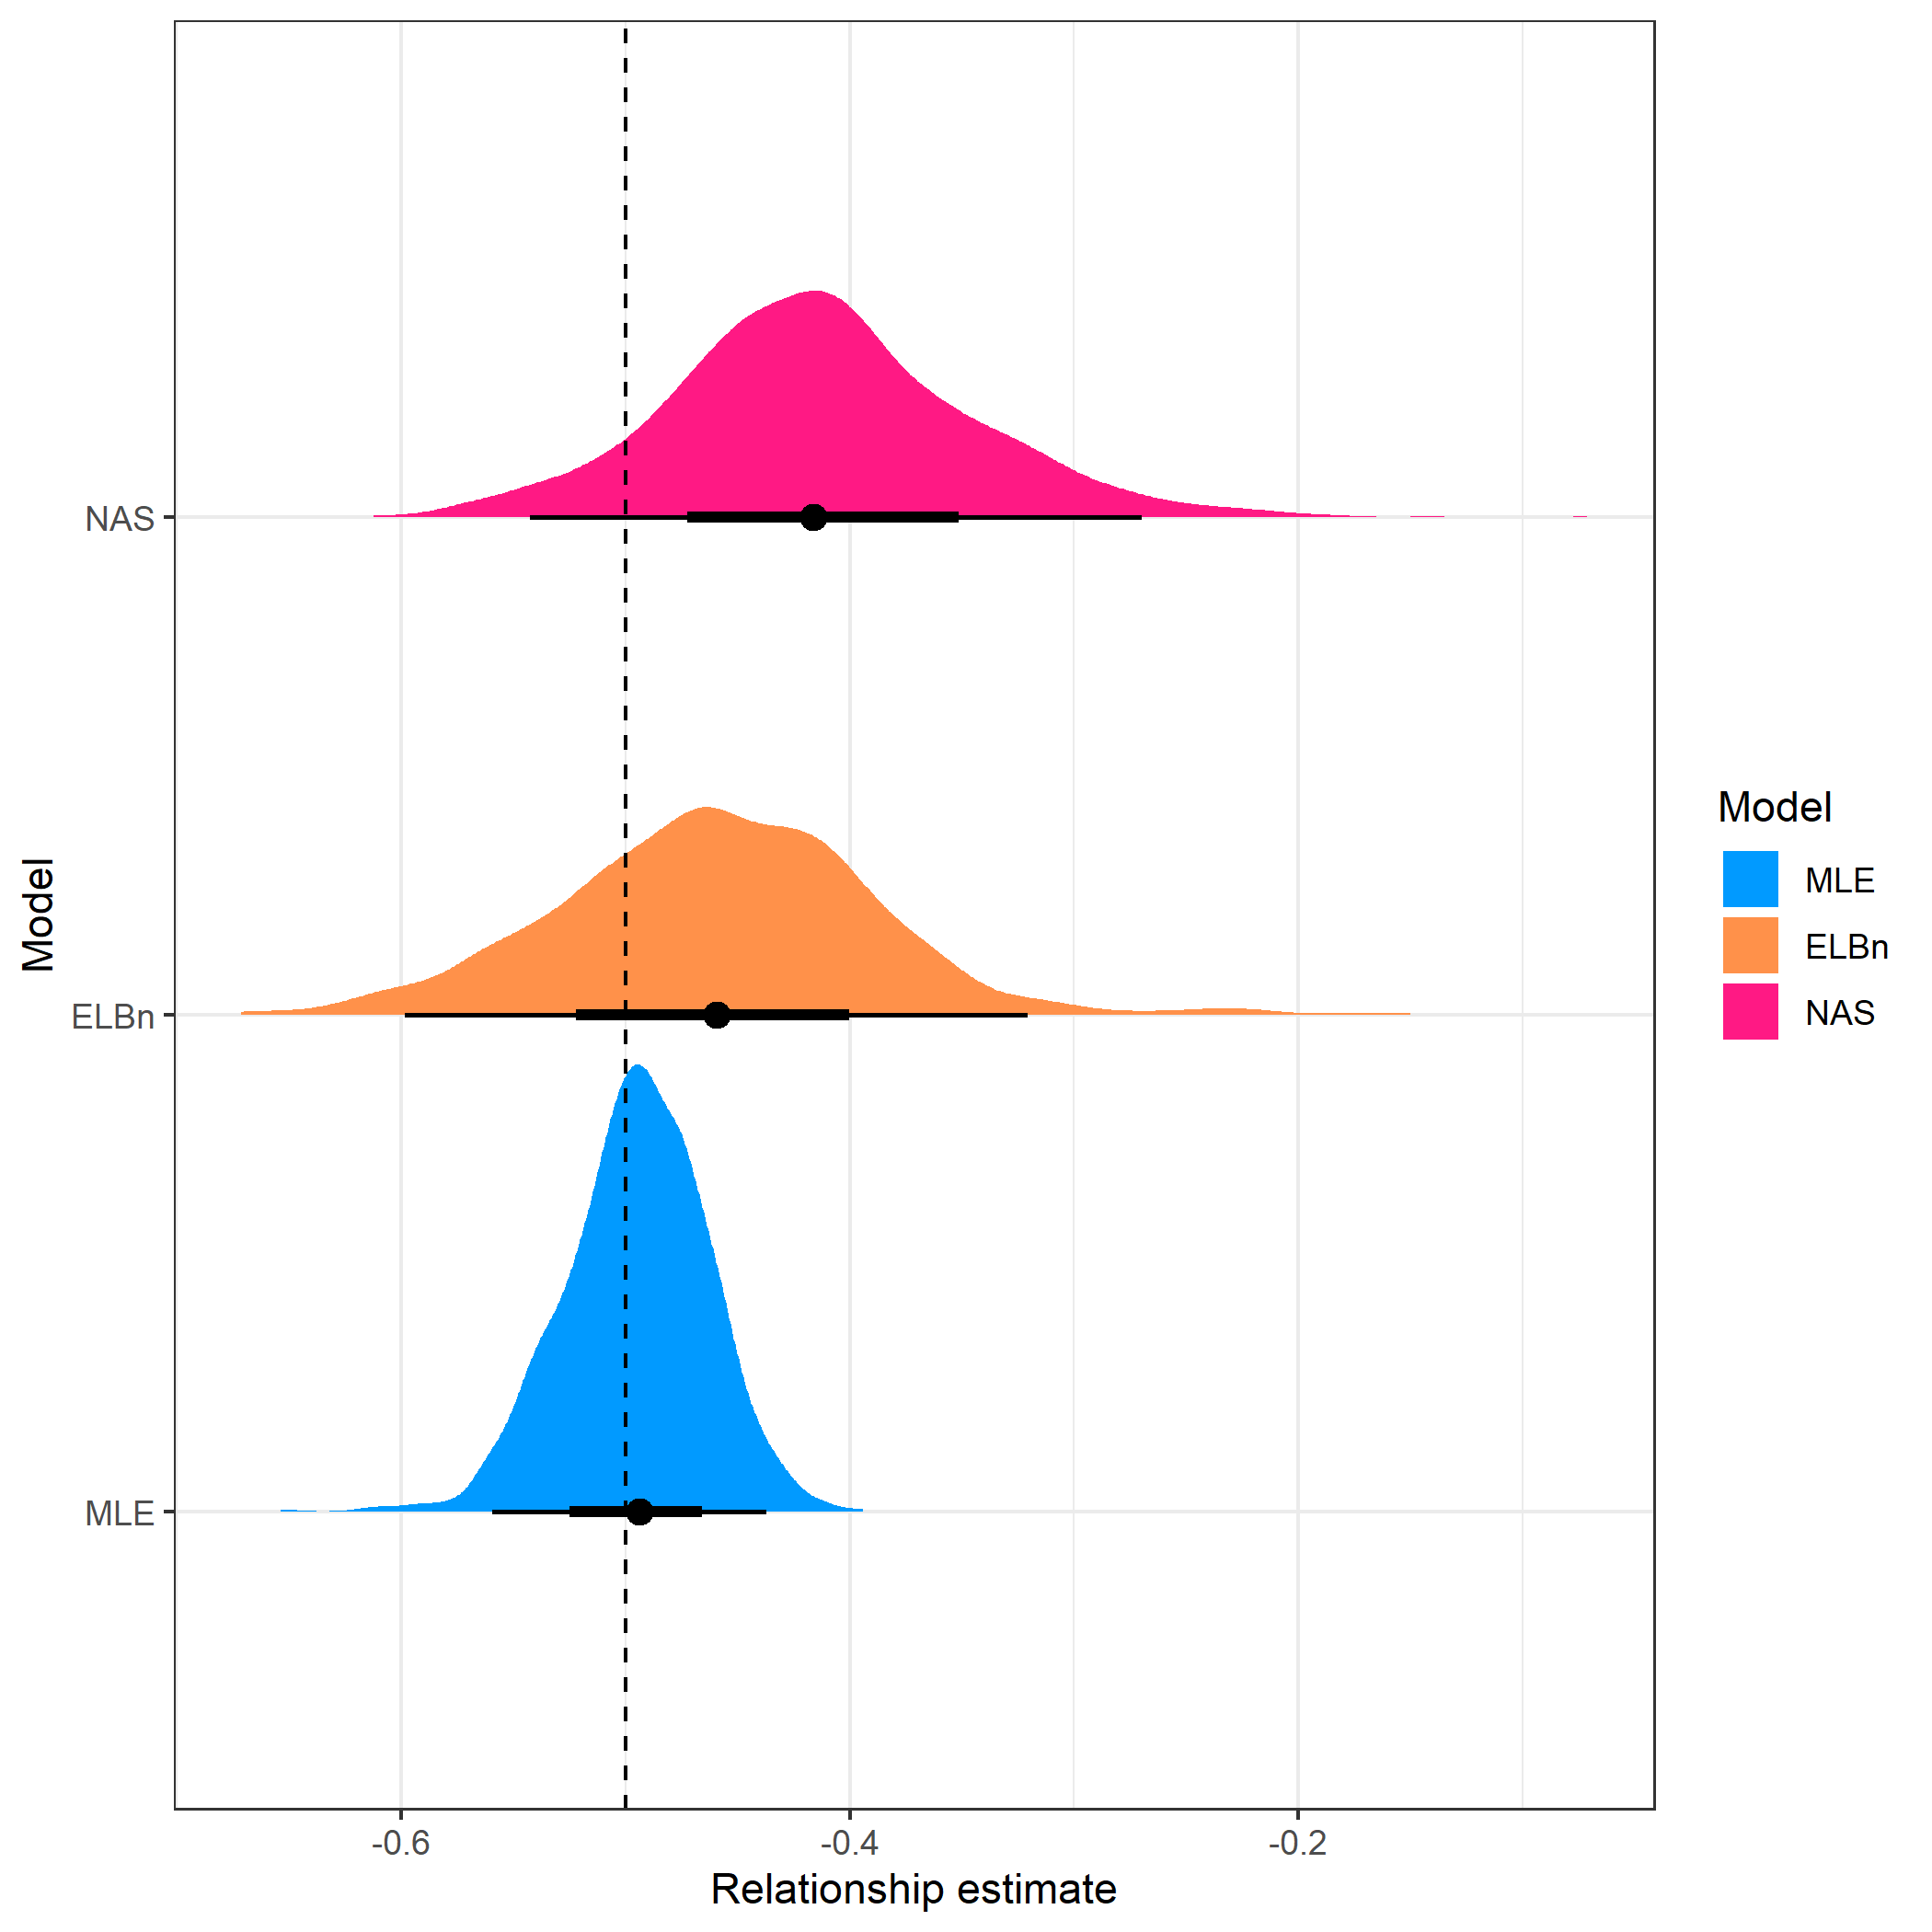 Model
NAS
ELBn
MLE
-0.6
-0.4
-0.2
Relationship estimate
Model
MLE
ELBn
NAS